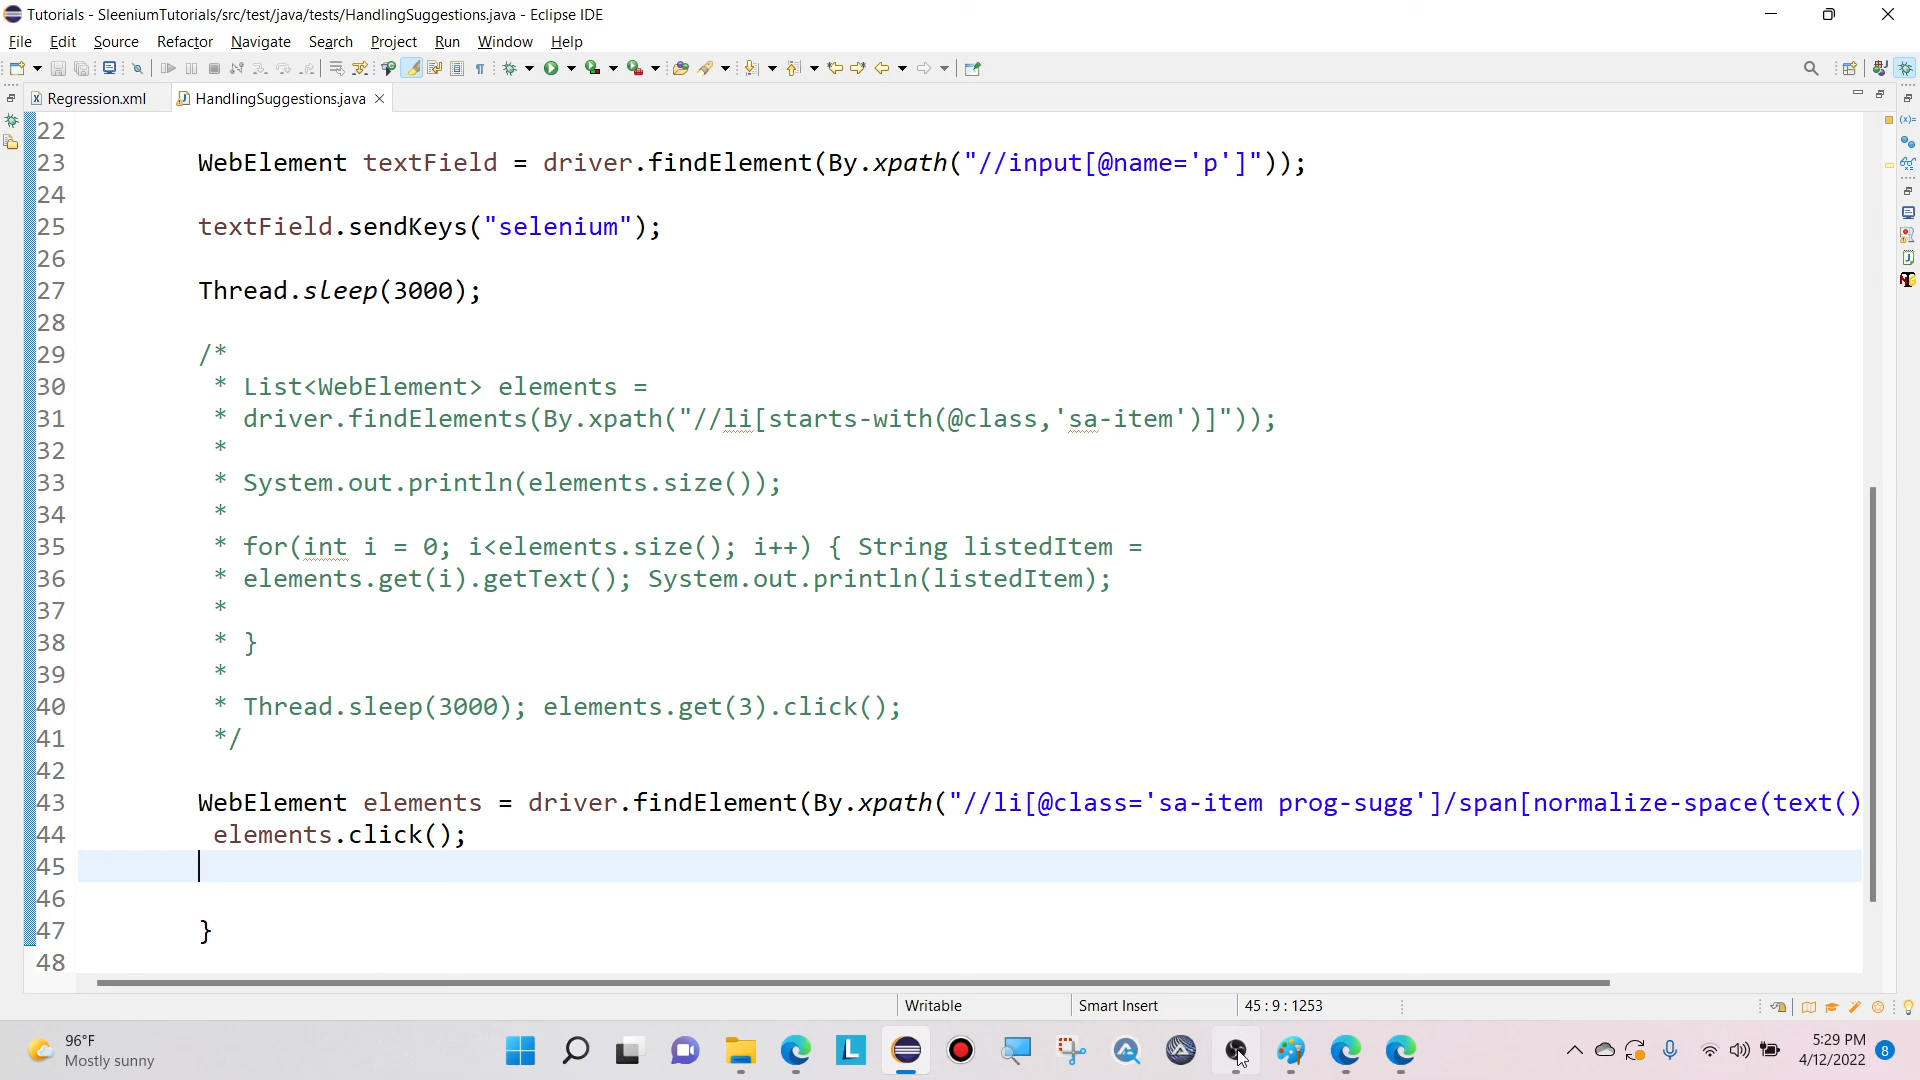 Tutorials - SleeniumTutorials/src/test/java/tests/HandlingSuggestions.java - Eclipse IDE
File Edit Source Refactor Navigate Search Project Run Window Help
Regression.xml HandlingSuggestions.java
22
23 WebElement textField = driver.findElement(By.xpath("//input[@name='p']"));
24
25 textField.sendKeys("selenium");
26
27 Thread.sleep(3000);
28
29 /*
30 * List<WebElement> elements =
31 * driver.findElements(By.xpath("//li[starts-with(@class,'sa-item')]"));
32 *
33 * System.out.println(elements.size());
34 *
35 * for(int i = 0; i<elements.size(); i++) { String listedItem =
36 * elements.get(i).getText(); System.out.println(listedItem);
37 *
38 * }
39 *
40 * Thread.sleep(3000); elements.get(3).click();
41 */
42
43 WebElement elements = driver.findElement(By.xpath("//li[@class='sa-item prog-sugg']/span[normalize-space(text()
44 elements.click();
45
46
47 }
48
Writable Smart Insert 45 : 9 : 1253
96°F
Mostly sunny
5:29 PM
4/12/2022 8